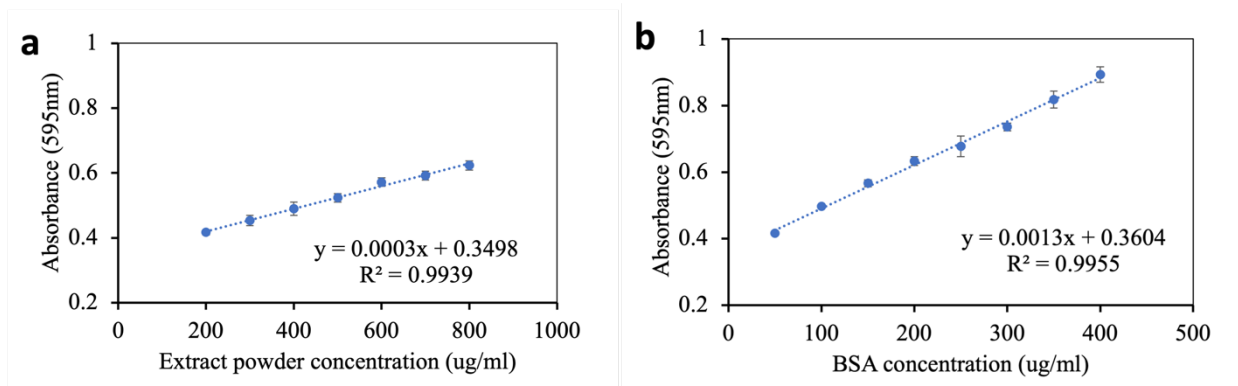 a
1
0.8
0.6
0.4
0.2
Absorbance (595nm)
y = 0.0003x + 0.3498
R² = 0.9939
0 200 400 600 800 1000
Extract powder concentration (ug/ml)
b
1
0.8
0.6
0.4
0.2
Absorbance (595nm)
y = 0.0013x + 0.3604
R² = 0.9955
0 100 200 300 400 500
BSA concentration (ug/ml)